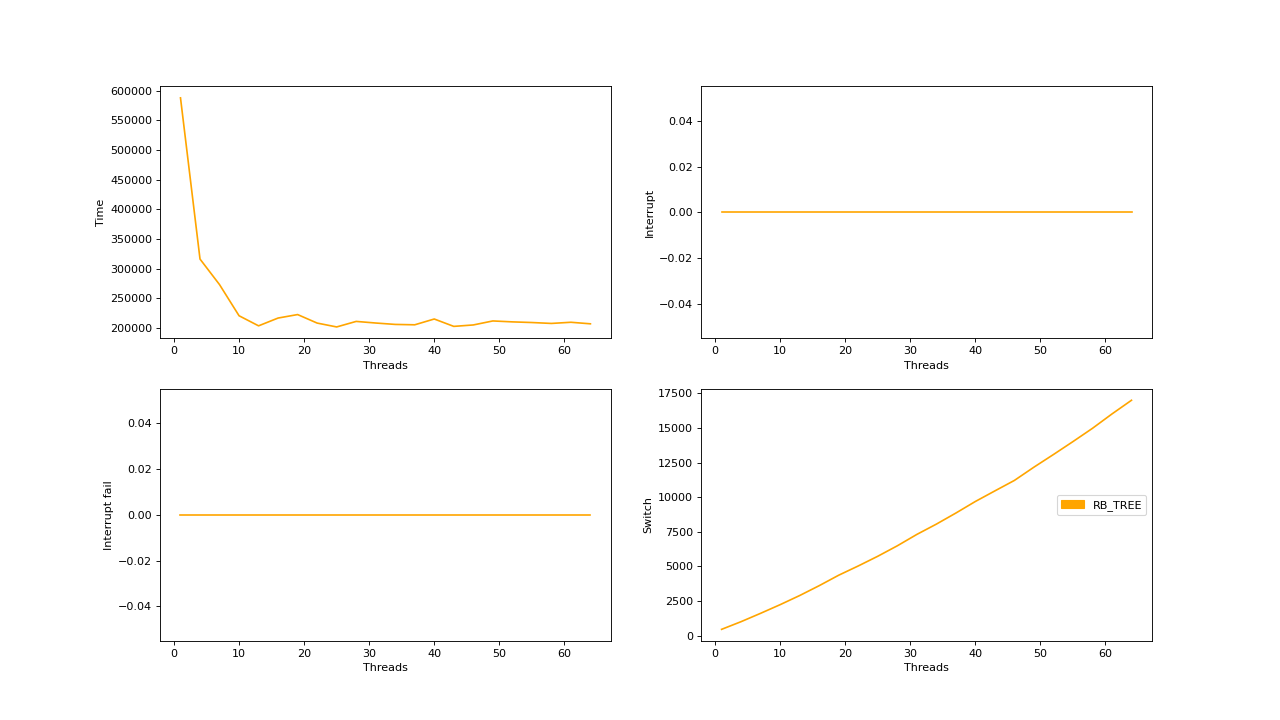 600000
550000
500000
450000
400000
350000
300000
250000
200000
Time
0 10 20 30 40 50 60
Threads
0.04
0.02
0.00
−0.02
−0.04
Interrupt
0 10 20 30 40 50 60
Threads
0.04
0.02
0.00
−0.02
−0.04
Interrupt fail
0 10 20 30 40 50 60
Threads
17500
15000
12500
10000
7500
5000
2500
0
Switch
RB_TREE
0 10 20 30 40 50 60
Threads